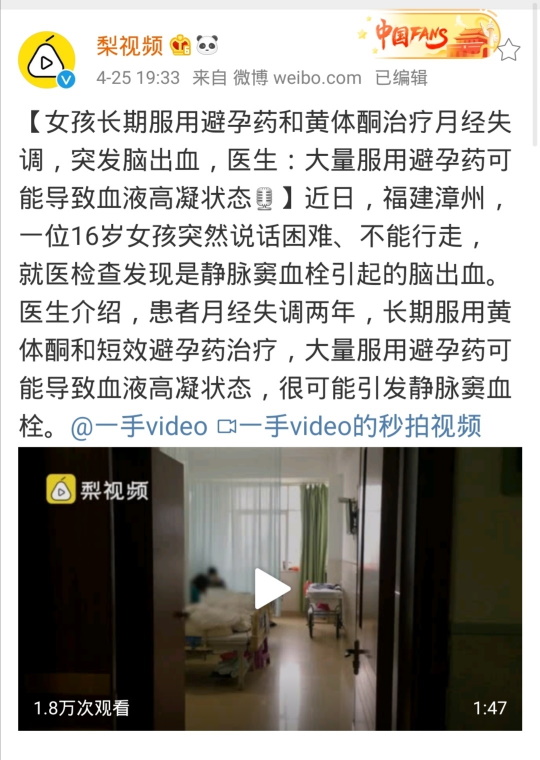 梨视频
中国FANS
4-25 19:33 来自 微博 weibo.com 已编辑
【女孩长期服用避孕药和黄体酮治疗月经失
调，突发脑出血，医生：大量服用避孕药可
能导致血液高凝状态🎙】近日，福建漳州，
一位16岁女孩突然说话困难、不能行走，
就医检查发现是静脉窦血栓引起的脑出血。
医生介绍，患者月经失调两年，长期服用黄
体酮和短效避孕药治疗，大量服用避孕药可
能导致血液高凝状态，很可能引发静脉窦血
栓。@一手video 一手video的秒拍视频
梨视频
1.8万次观看
1:47